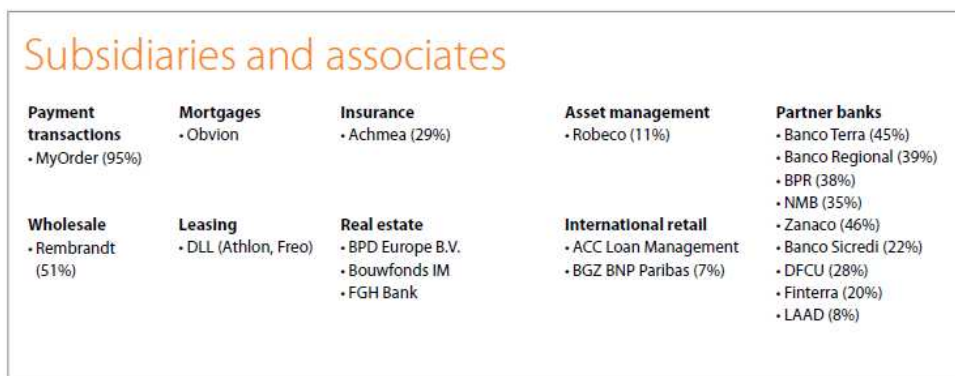 Subsidiaries and associates
Payment
transactions
• MyOrder (95%)
Mortgages
• Obvion
Insurance
• Achmea (29%)
Asset management
• Robeco (11%)
Partner banks
• Banco Terra (45%)
• Banco Regional (39%)
• BPR (38%)
• NMB (35%)
• Zanaco (46%)
• Banco Sicredi (22%)
• DFCU (28%)
• Finterra (20%)
• LAAD (8%)
Wholesale
• Rembrandt
(51%)
Leasing
• DLL (Athlon, Freo)
Real estate
• BPD Europe B.V.
• Bouwfonds IM
• FGH Bank
International retail
• ACC Loan Management
• BGZ BNP Paribas (7%)